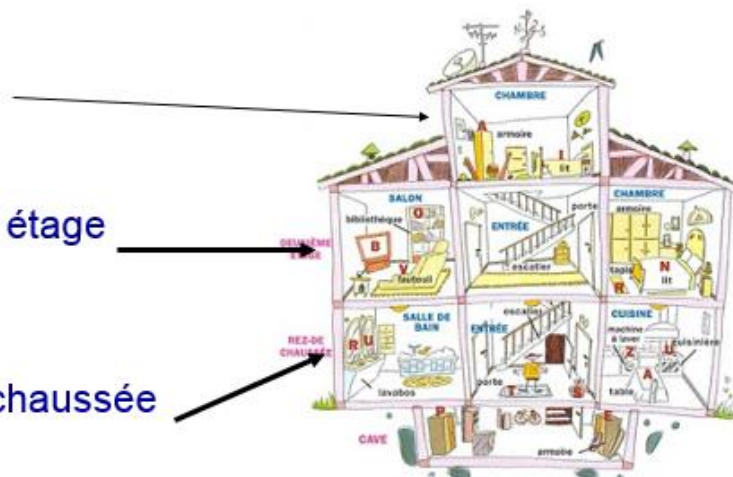 CHAMBRE
A
armoire
I
lit
étage
DEUXIÈME
ÉTAGE
SALON
bibliothèque
O
B
V
fauteuil
porte
ENTRÉE
escalier
CHAMBRE
armoire
tapis
N
R
lit
chaussée
REZ-DE
CHAUSSÉE
SALLE DE
BAIN
R U
lavobos
escalier
ENTRÉE
porte
T
S
CUISINE
machine
à laver
cuisinière
Z
U
A
table
CAVE
P
E
armoire